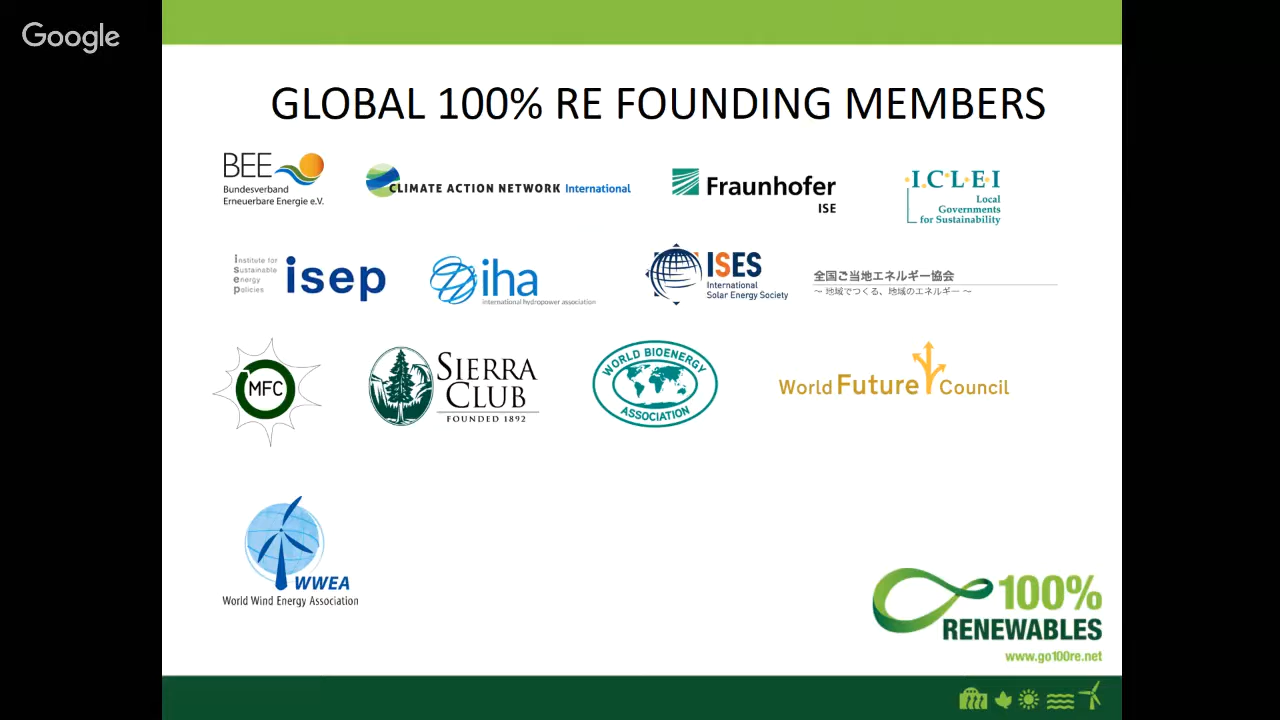 Google
GLOBAL 100% RE FOUNDING MEMBERS
BEE
Bundesverband
Erneuerbare Energie e.V.
CLIMATE ACTION NETWORK International
Fraunhofer
ISE
I.C.L.E.I
Local
Governments
for Sustainability
institute for
Sustainable
energy
policies
isep
iha
international hydropower association
ISES
International
Solar Energy Society
全国ご当地エネルギー協会
〜 地域でつくる、地域のエネルギー 〜
MFC
SIERRA
CLUB
FOUNDED 1892
WORLD BIOENERGY
ASSOCIATION
World Future Council
WWEA
World Wind Energy Association
100%
RENEWABLES
www.go100re.net